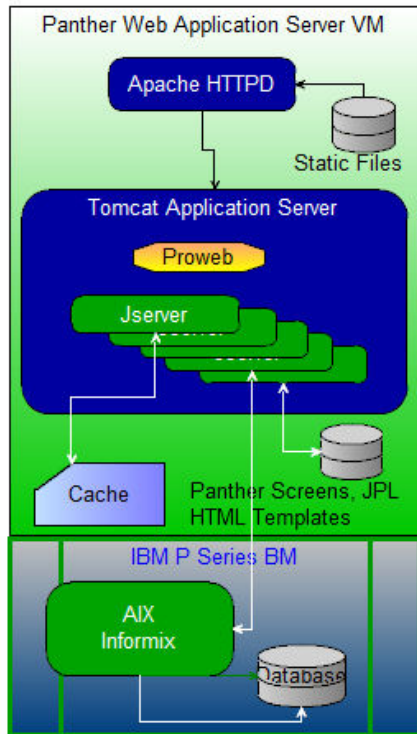 Panther Web Application Server VM
Apache HTTPD
Static Files
Tomcat Application Server
Proweb
Jserver
Cache
Panther Screens, JPL
HTML Templates
IBM P Series BM
AIX
Informix
Database